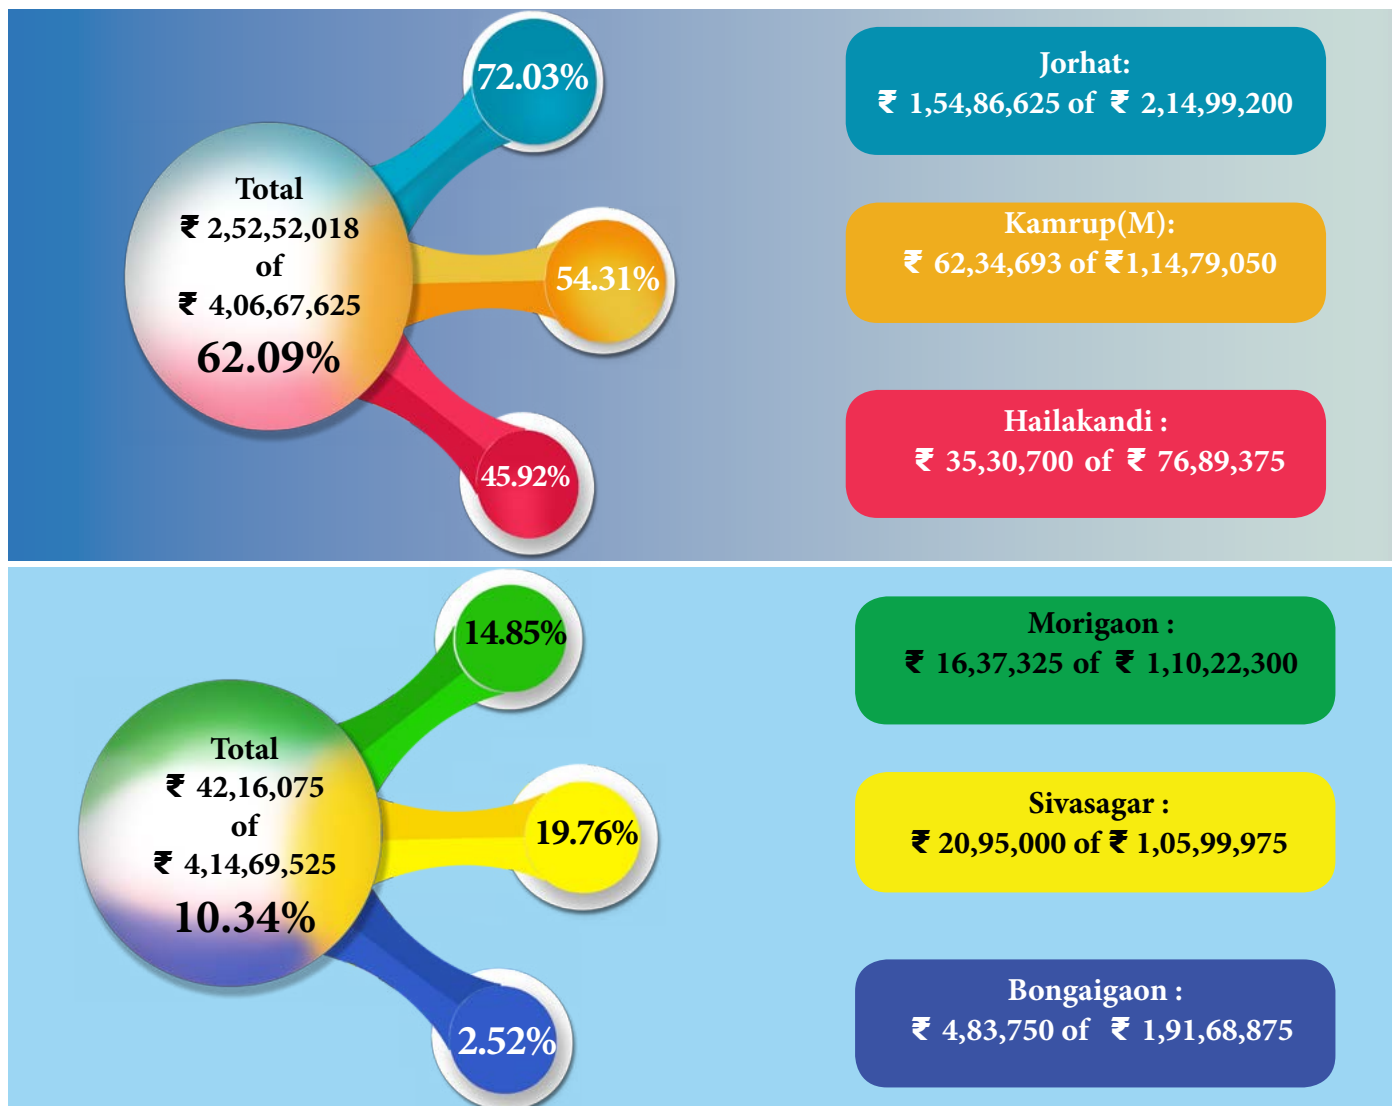 72.03%
Jorhat:
₹ 1,54,86,625 of ₹ 2,14,99,200
Total
₹ 2,52,52,018
of
₹ 4,06,67,625
62.09%
54.31%
Kamrup(M):
₹ 62,34,693 of ₹1,14,79,050
45.92%
Hailakandi :
₹ 35,30,700 of ₹ 76,89,375
14.85%
Morigaon :
₹ 16,37,325 of ₹ 1,10,22,300
Total
₹ 42,16,075
of
₹ 4,14,69,525
10.34%
19.76%
Sivasagar :
₹ 20,95,000 of ₹ 1,05,99,975
2.52%
Bongaigaon :
₹ 4,83,750 of ₹ 1,91,68,875